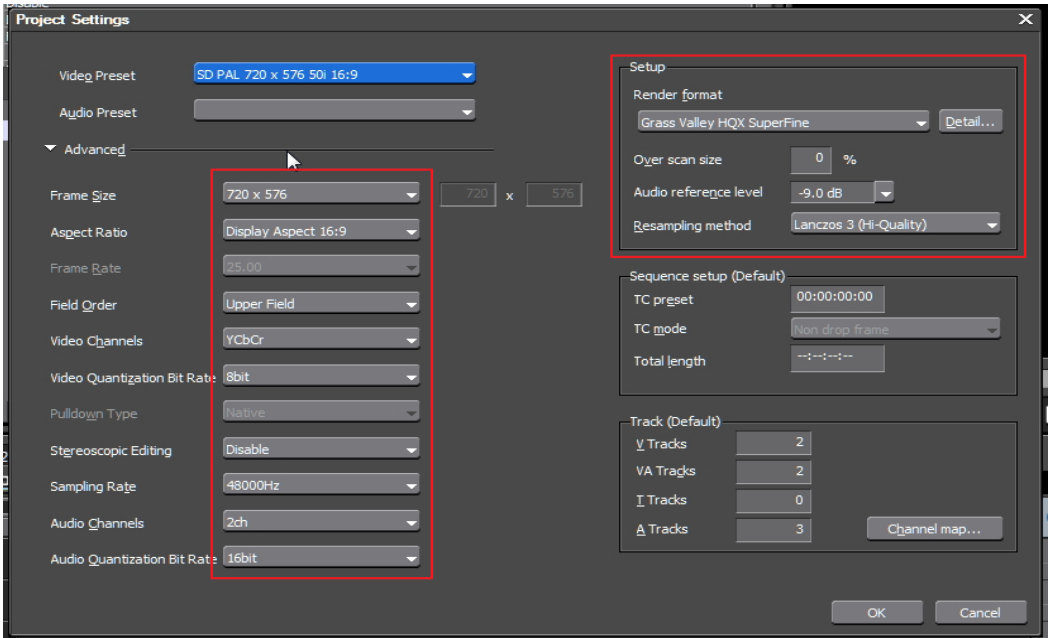 Disable
Project Settings
Video Preset SD PAL 720 x 576 50i 16:9
Audio Preset
Advanced
Frame Size 720 x 576 720 x 576
Aspect Ratio Display Aspect 16:9
Frame Rate 25.00
Field Order Upper Field
Video Channels YCbCr
Video Quantization Bit Rate 8bit
Pulldown Type Native
Stereoscopic Editing Disable
Sampling Rate 48000Hz
Audio Channels 2ch
Audio Quantization Bit Rate 16bit
Setup
Render format
Grass Valley HQX SuperFine Detail...
Over scan size 0 %
Audio reference level -9.0 dB
Resampling method Lanczos 3 (Hi-Quality)
Sequence setup (Default)
TC preset 00:00:00:00
TC mode Non drop frame
Total length --:--:--:--
Track (Default)
V Tracks 2
VA Tracks 2
T Tracks 0
A Tracks 3 Channel map...
OK Cancel